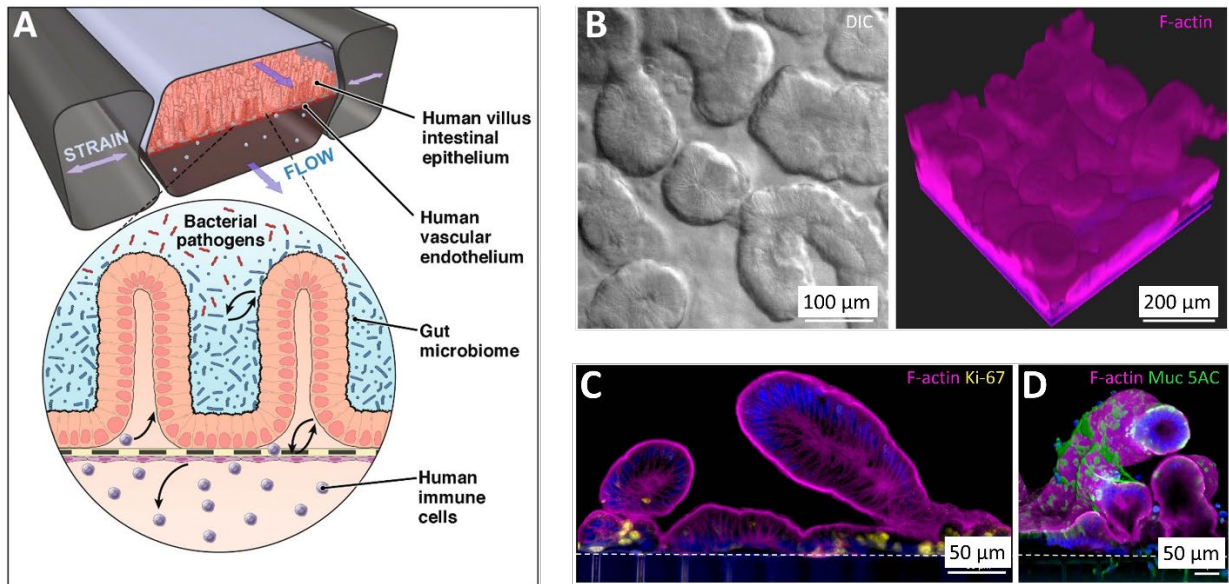 A
STRAIN
FLOW
Human villus
intestinal
epithelium
Human
vascular
endothelium
Bacterial
pathogens
Gut
microbiome
Human
immune
cells
B
DIC
100 µm
F-actin
200 µm
C
F-actin Ki-67
50 µm
D
F-actin Muc 5AC
50 µm